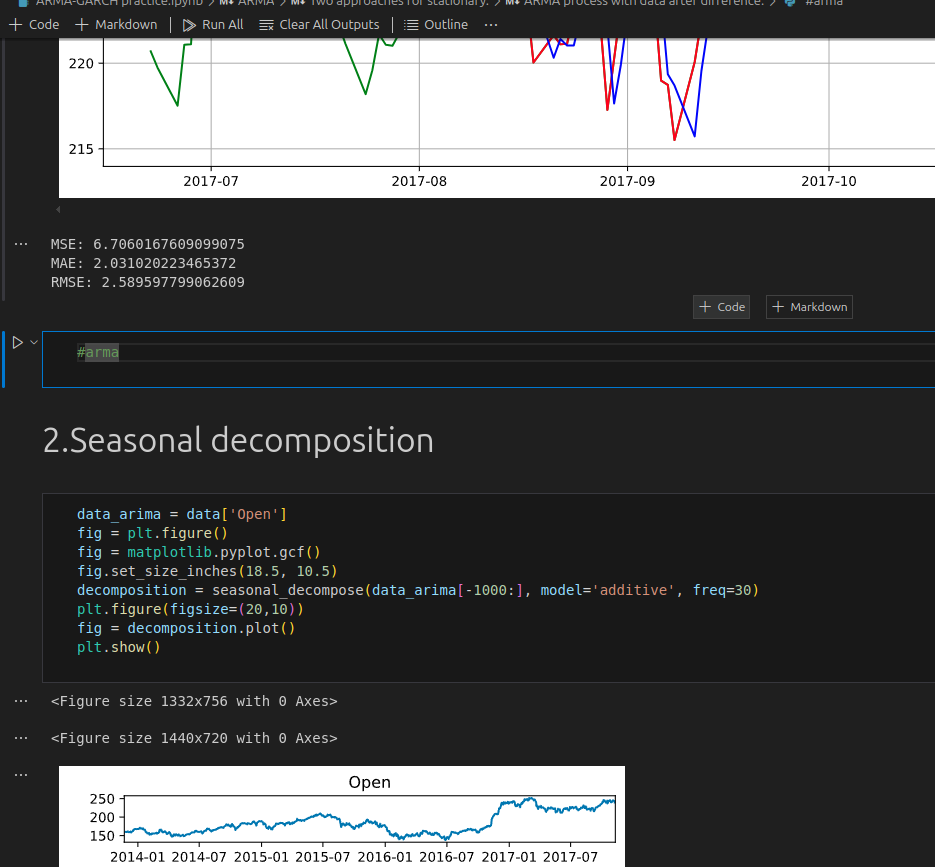 ARMA-GARCH practice.ipynb > M↓ ARMA > M↓ Two approaches for stationary. > M↓ ARMA process with data after difference. > #arma
+ Code + Markdown | Run All Clear All Outputs | Outline ...
220
215
2017-07 2017-08 2017-09 2017-10
... MSE: 6.7060167609099075
MAE: 2.031020223465372
RMSE: 2.589597799062609
+ Code + Markdown
#arma
2.Seasonal decomposition
data_arima = data['Open']
fig = plt.figure()
fig = matplotlib.pyplot.gcf()
fig.set_size_inches(18.5, 10.5)
decomposition = seasonal_decompose(data_arima[-1000:], model='additive', freq=30)
plt.figure(figsize=(20,10))
fig = decomposition.plot()
plt.show()
... <Figure size 1332x756 with 0 Axes>
... <Figure size 1440x720 with 0 Axes>
...
Open
250
200
150
2014-01 2014-07 2015-01 2015-07 2016-01 2016-07 2017-01 2017-07